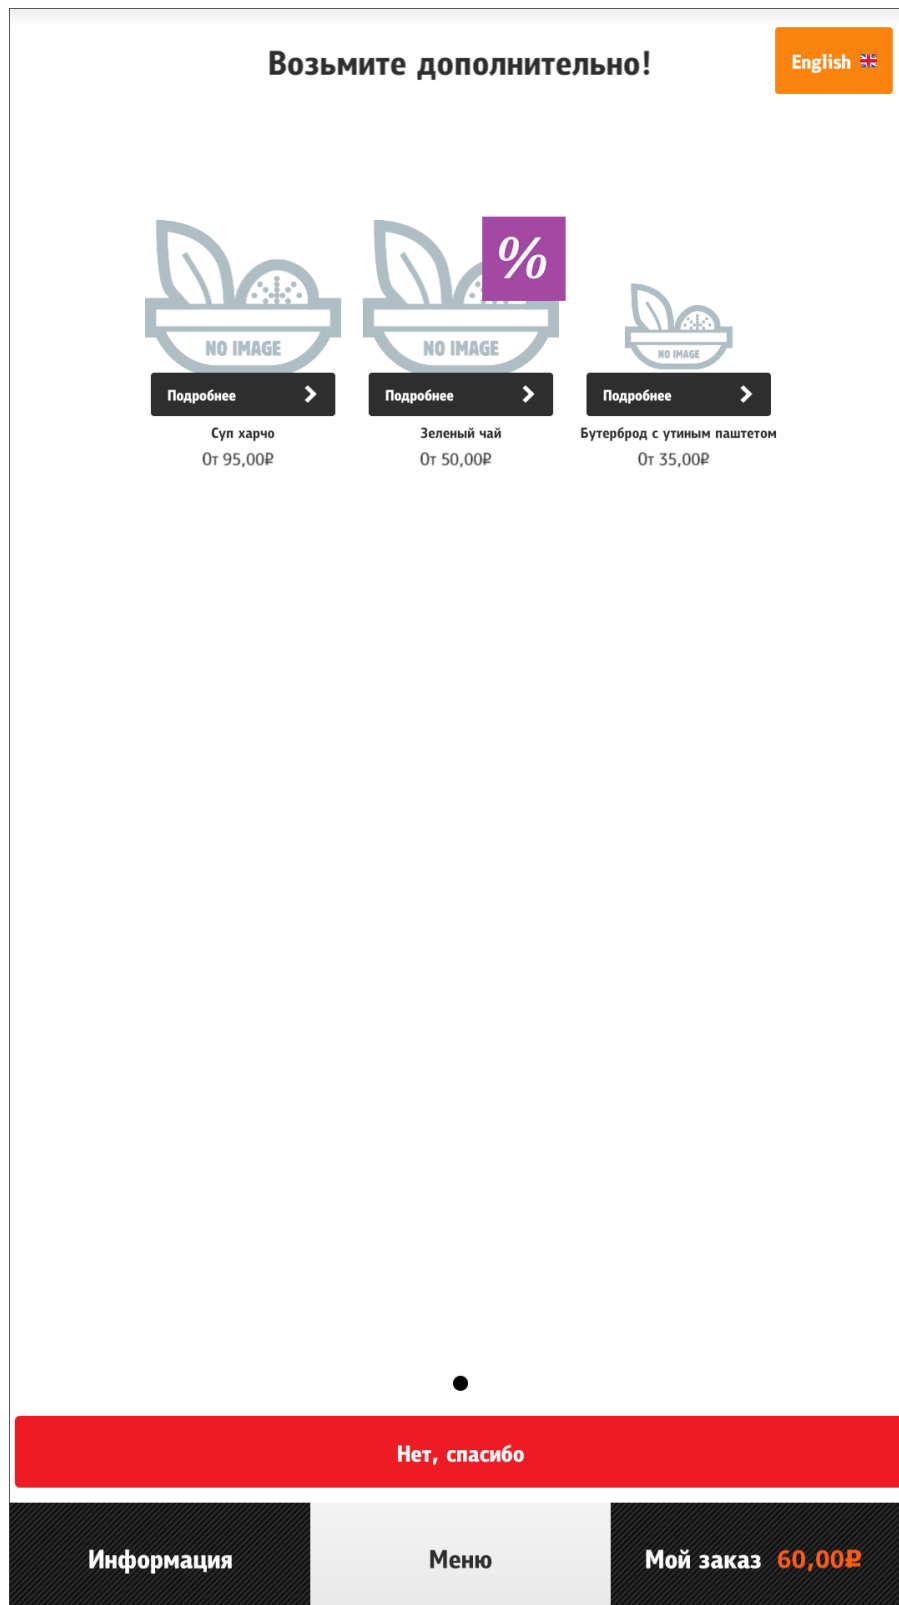 Возьмите дополнительно!
English
%
NO IMAGE
NO IMAGE
NO IMAGE
Подробнее
Подробнее
Подробнее
Суп харчо
Зеленый чай
Бутерброд с утиным паштетом
От 95,00₽
От 50,00₽
От 35,00₽
Нет, спасибо
Информация
Меню
Мой заказ 60,00₽